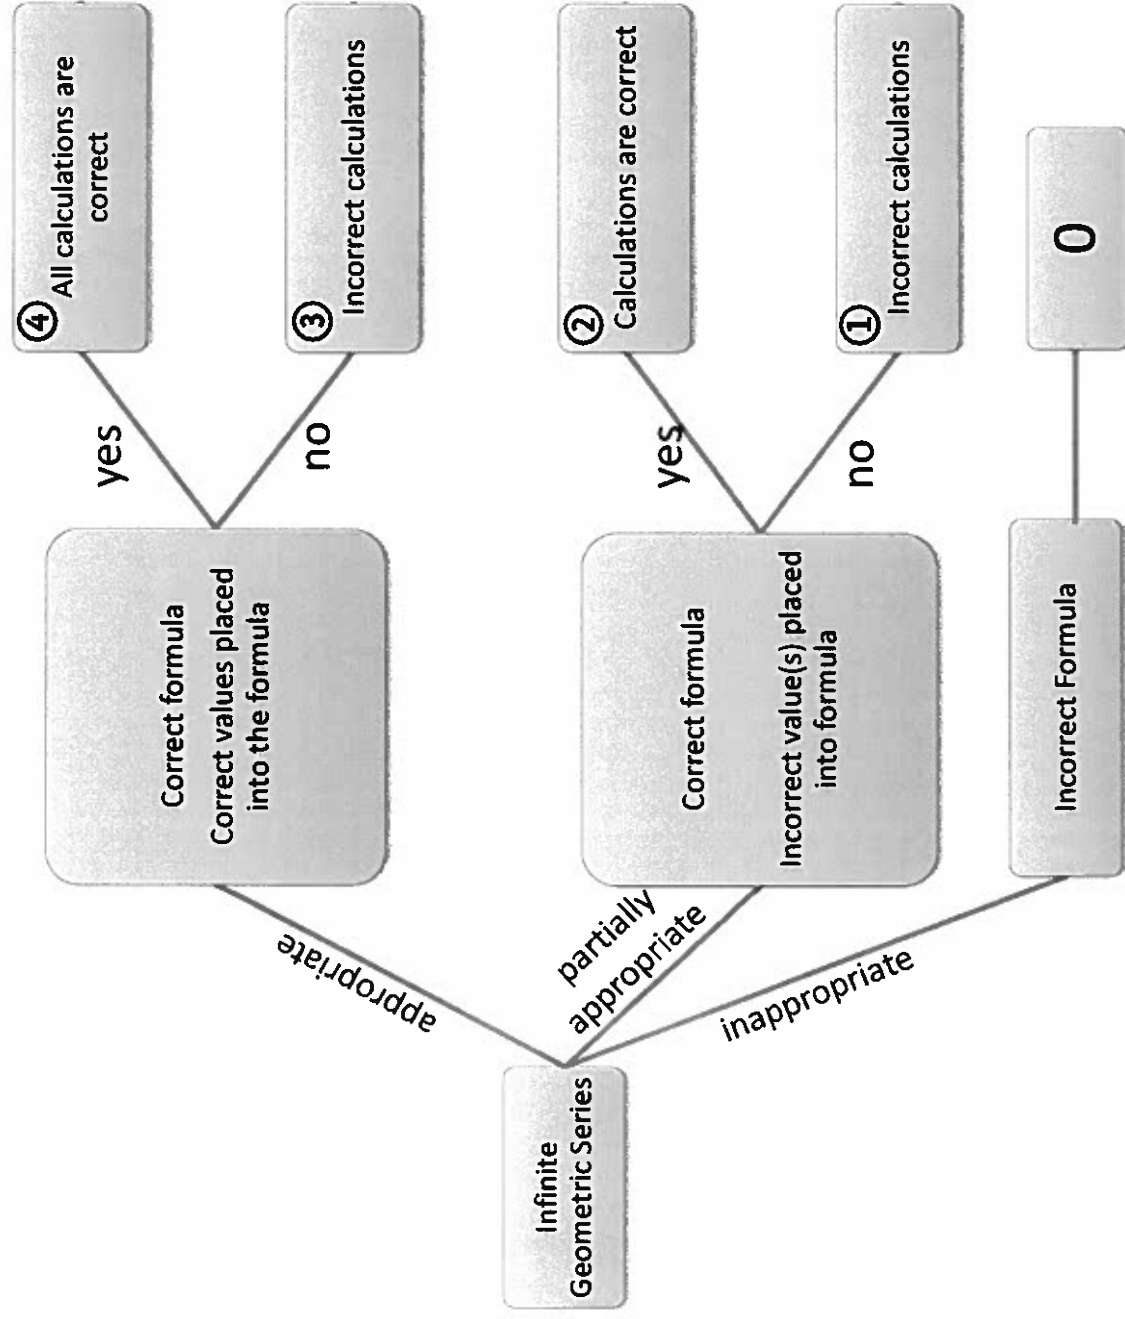 Infinite
Geometric Series
appropriate
partially
appropriate
inappropriate
Correct formula
Correct values placed
into the formula
Correct formula
Incorrect value(s) placed
into formula
Incorrect Formula
yes
no
yes
no
4
All calculations are
correct
3
Incorrect calculations
2
Calculations are correct
1
Incorrect calculations
0